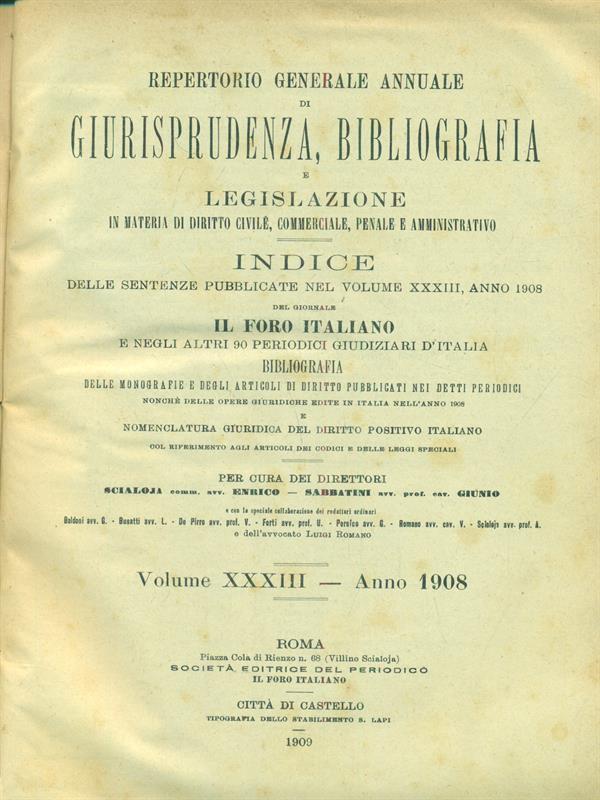 REPERTORIO GENERALE ANNUALE
DI
GIURISPRUDENZA, BIBLIOGRAFIA
E
LEGISLAZIONE
IN MATERIA DI DIRITTO CIVILE, COMMERCIALE, PENALE E AMMINISTRATIVO
INDICE
DELLE SENTENZE PUBBLICATE NEL VOLUME XXXIII, ANNO 1908
DEL GIORNALE
IL FORO ITALIANO
E NEGLI ALTRI 90 PERIODICI GIUDIZIARI D'ITALIA
BIBLIOGRAFIA
DELLE MONOGRAFIE E DEGLI ARTICOLI DI DIRITTO PUBBLICATI NEI DETTI PERIODICI
NONCHÉ DELLE OPERE GIURIDICHE EDITE IN ITALIA NELL'ANNO 1908
E
NOMENCLATURA GIURIDICA DEL DIRITTO POSITIVO ITALIANO
COL RIFERIMENTO AGLI ARTICOLI DEI CODICI E DELLE LEGGI SPECIALI
PER CURA DEI DIRETTORI
SCIALOJA comm. avv. ENRICO — SABBATINI avv. prof. cav. GIUNIO
e con la speciale collaborazione dei redattori ordinari
Baldoni avv. G. - Busatti avv. L. - De Pirro avv. prof. V. - Forti avv. prof. U. - Persico avv. G. - Romano avv. cav. V. - Scialoja avv. prof. A.
e dell'avvocato LUIGI ROMANO
Volume XXXIII — Anno 1908
ROMA
Piazza Cola di Rienzo n. 68 (Villino Scialoja)
SOCIETÀ EDITRICE DEL PERIODICO
IL FORO ITALIANO
CITTÀ DI CASTELLO
TIPOGRAFIA DELLO STABILIMENTO S. LAPI
1909